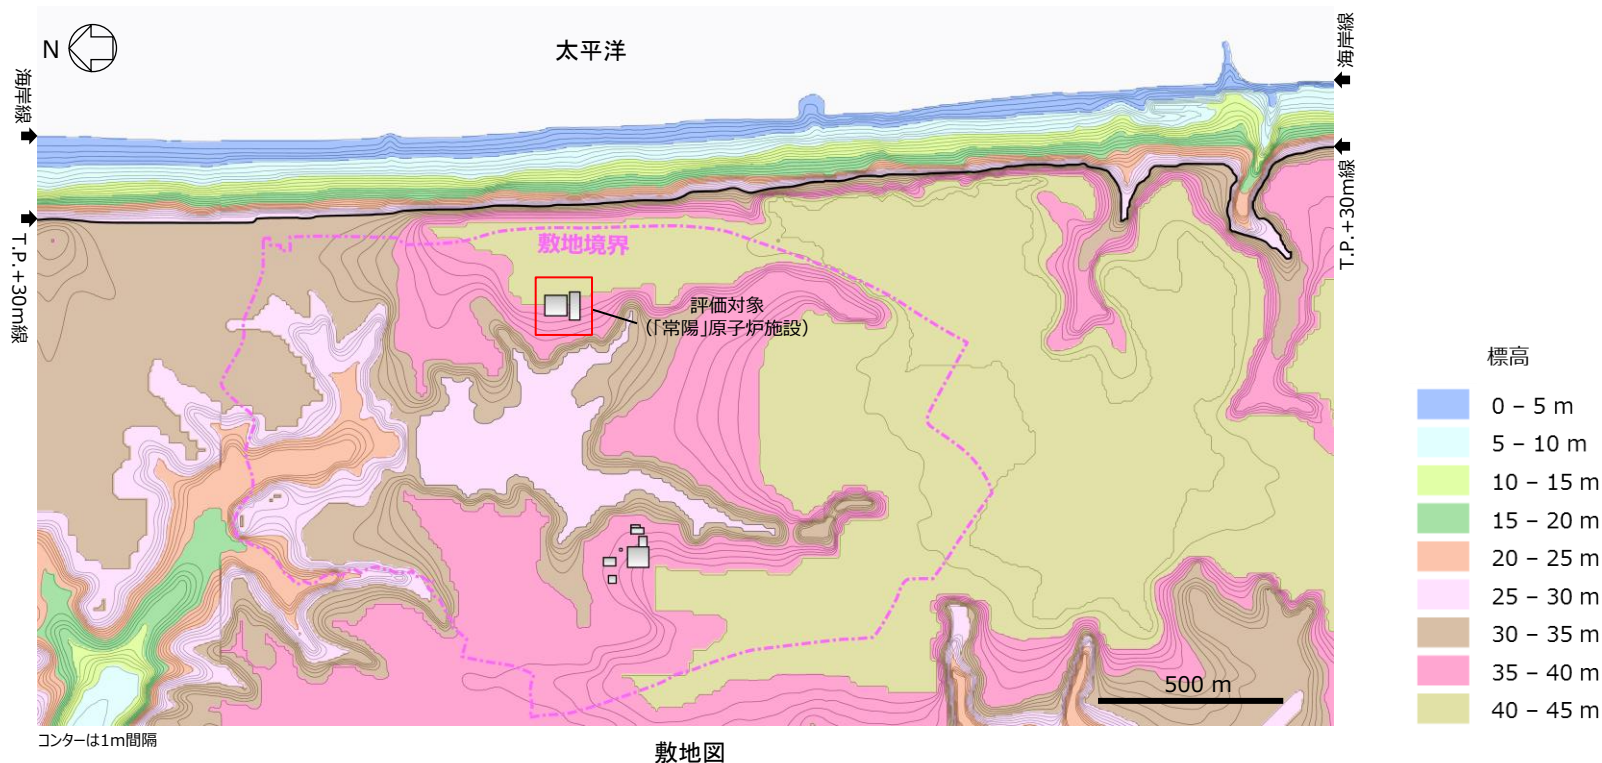 N
太平洋
海岸線
海岸線
T.P.+30m線
T.P.+30m線
敷地境界
評価対象
(「常陽」原子炉施設)
標高
0 – 5 m
5 – 10 m
10 – 15 m
15 – 20 m
20 – 25 m
25 – 30 m
30 – 35 m
35 – 40 m
40 – 45 m
500 m
コンターは1m間隔
敷地図